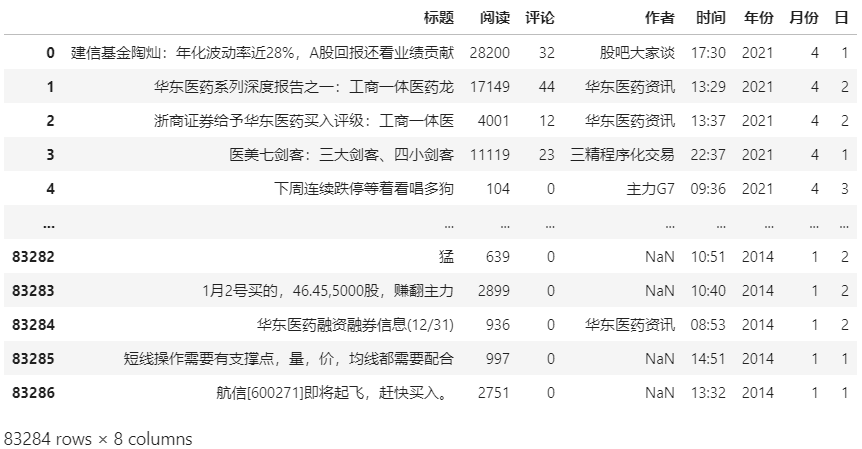 标题 阅读 评论 作者 时间 年份 月份 日
0 建信基金陶灿：年化波动率近28%，A股回报还看业绩贡献 28200 32 股吧大家谈 17:30 2021 4 1
1 华东医药系列深度报告之一：工商一体医药龙 17149 44 华东医药资讯 13:29 2021 4 2
2 浙商证券给予华东医药买入评级：工商一体医 4001 12 华东医药资讯 13:37 2021 4 2
3 医美七剑客：三大剑客、四小剑客 11119 23 三精程序化交易 22:37 2021 4 1
4 下周连续跌停等着看唱多狗 104 0 主力G7 09:36 2021 4 3
... ... ... ... ... ... ... ... ...
83282 猛 639 0 NaN 10:51 2014 1 2
83283 1月2号买的，46.45,5000股，赚翻主力 2899 0 NaN 10:40 2014 1 2
83284 华东医药融资融券信息(12/31) 936 0 华东医药资讯 08:53 2014 1 2
83285 短线操作需要有支撑点，量，价，均线都需要配合 997 0 NaN 14:51 2014 1 1
83286 航信[600271]即将起飞，赶快买入。 2751 0 NaN 13:32 2014 1 1
83284 rows × 8 columns